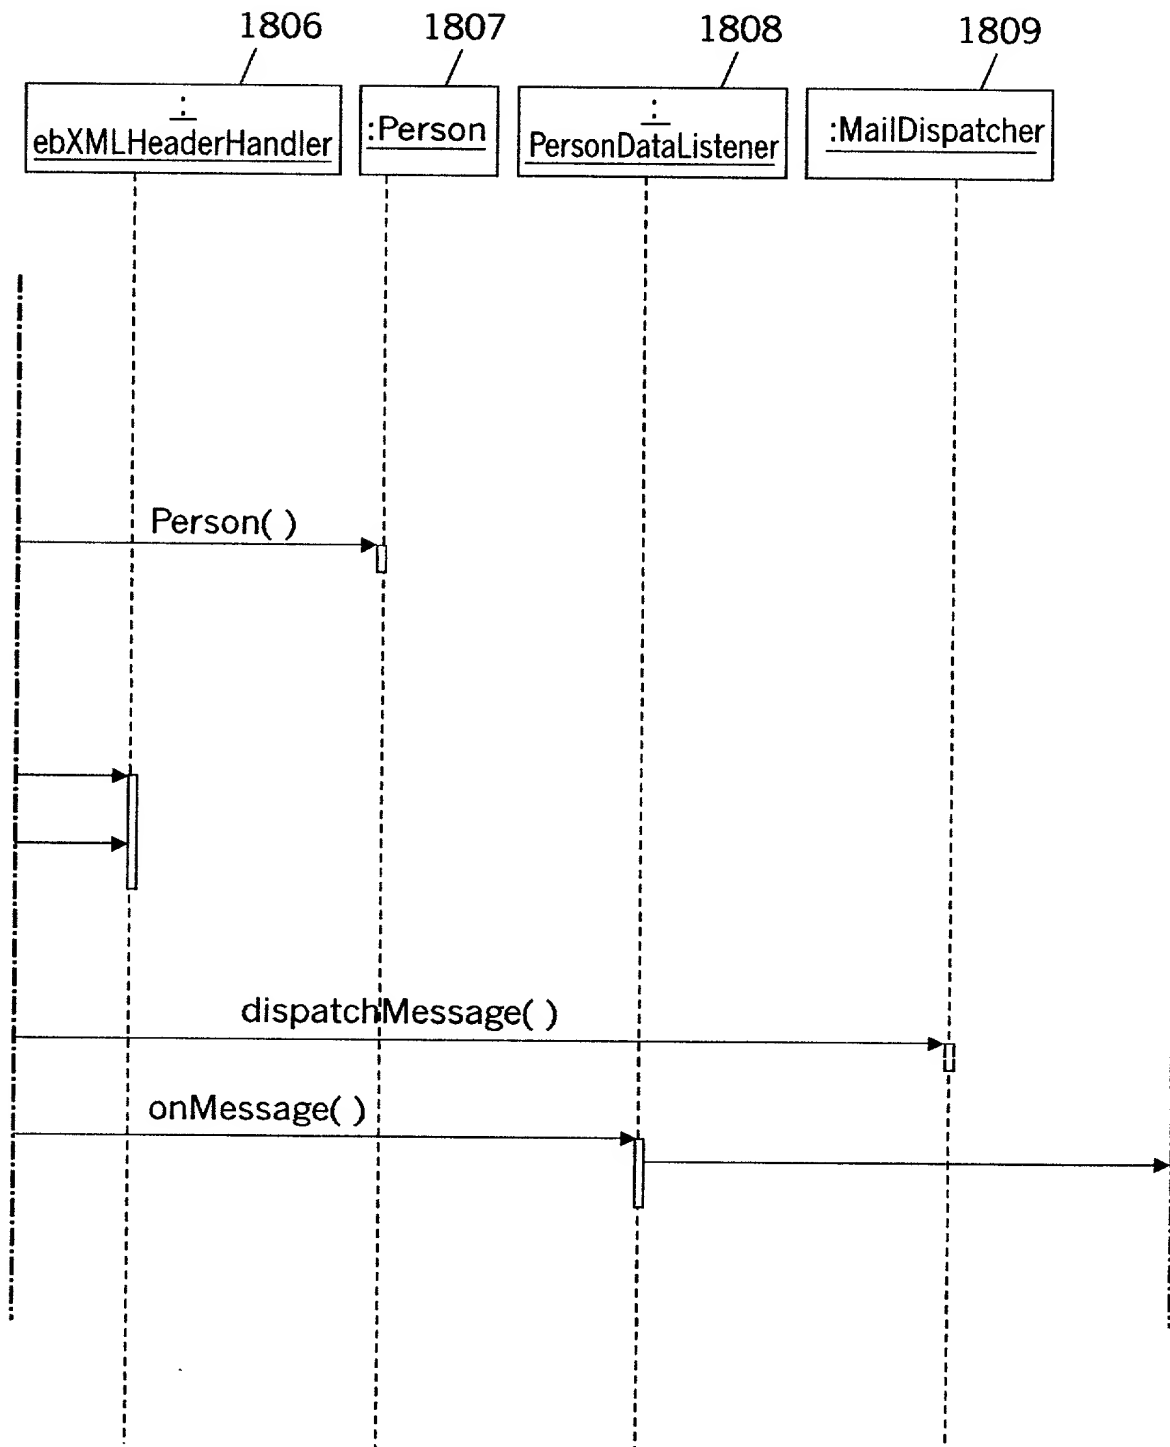 1806
1807
1808
1809
:
ebXMLHeaderHandler
:Person
:
PersonDataListener
:MailDispatcher
Person( )
dispatchMessage( )
onMessage( )